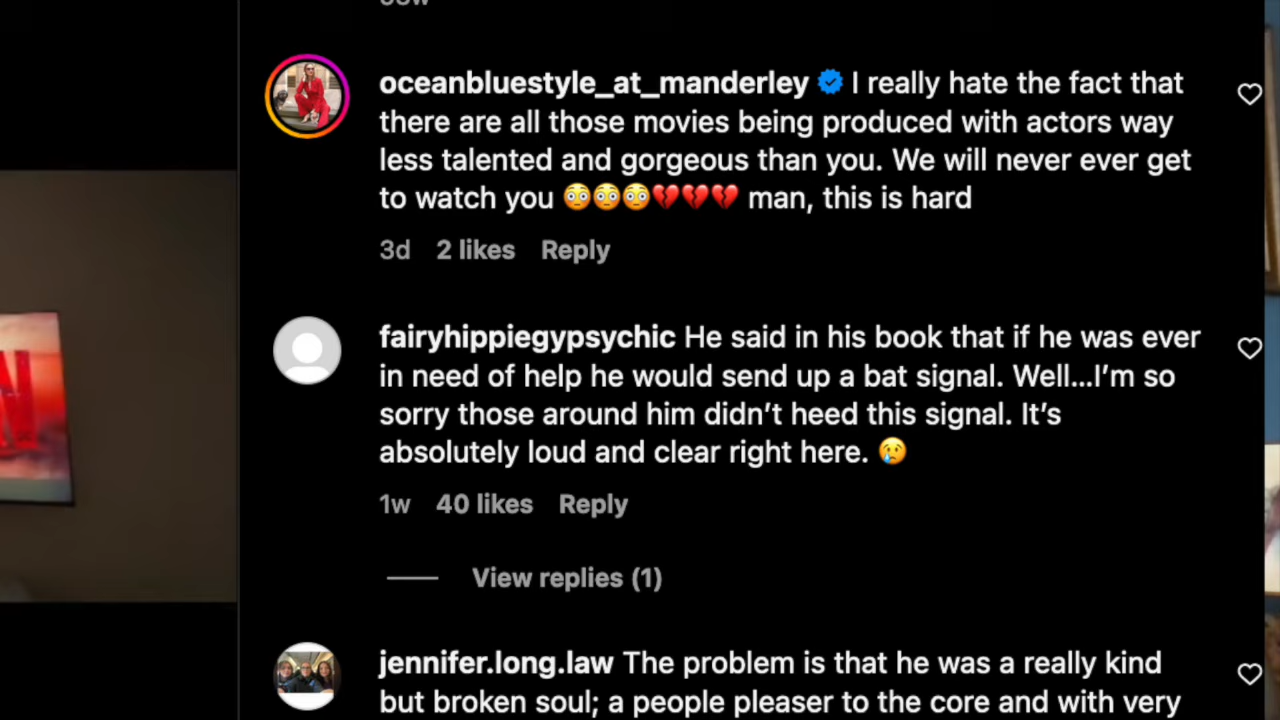 oceanbluestyle_at_manderley I really hate the fact that
there are all those movies being produced with actors way
less talented and gorgeous than you. We will never ever get
to watch you 😳😳😳💔💔💔 man, this is hard
3d 2 likes Reply
fairyhippiegypsychic He said in his book that if he was ever
in need of help he would send up a bat signal. Well...I'm so
sorry those around him didn't heed this signal. It's
absolutely loud and clear right here. 😢
1w 40 likes Reply
View replies (1)
jennifer.long.law The problem is that he was a really kind
but broken soul; a people pleaser to the core and with very